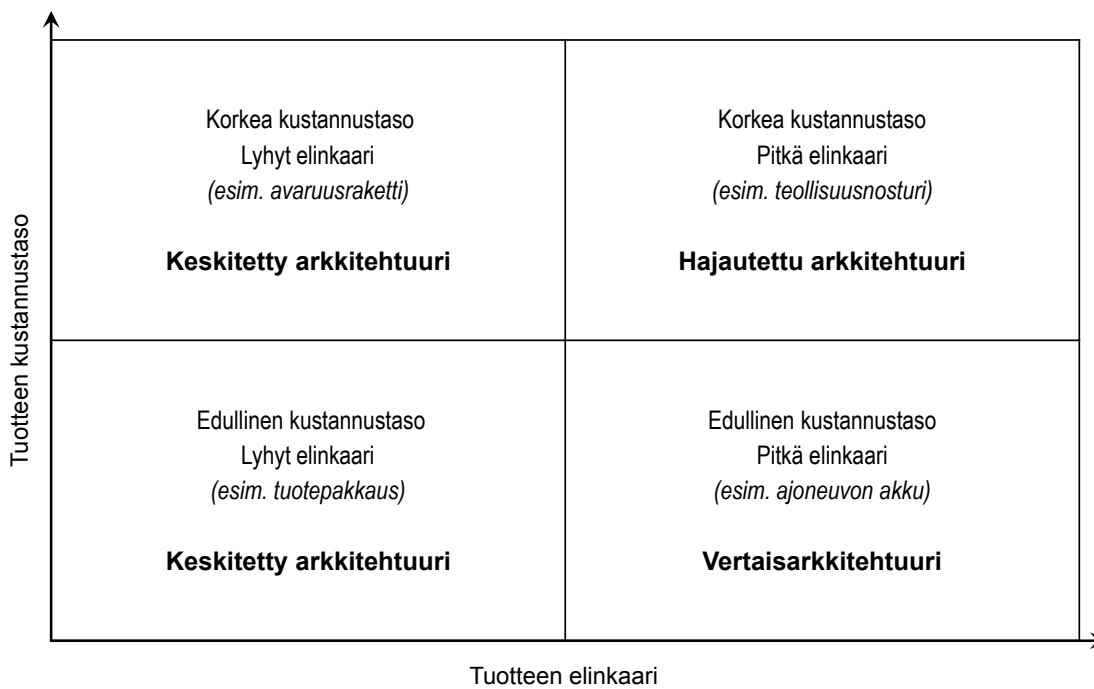 Tuotteen kustannustaso
Korkea kustannustaso
Lyhyt elinkaari
(esim. avaruusraketti)
Keskitetty arkkitehtuuri
Korkea kustannustaso
Pitkä elinkaari
(esim. teollisuusnosturi)
Hajautettu arkkitehtuuri
Edullinen kustannustaso
Lyhyt elinkaari
(esim. tuotepakkaus)
Keskitetty arkkitehtuuri
Edullinen kustannustaso
Pitkä elinkaari
(esim. ajoneuvon akku)
Vertaisarkkitehtuuri
Tuotteen elinkaari